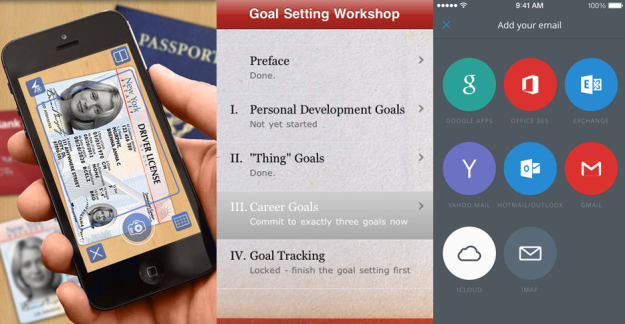 PASSPORT
New York
DRIVER LICENSE
Goal Setting Workshop
Preface
Done.
I. Personal Development Goals
Not yet started
II. "Thing" Goals
Done.
III. Career Goals
Commit to exactly three goals now
IV. Goal Tracking
Locked - finish the goal setting first
9:41 AM
100%
Add your email
g
GOOGLE APPS
OFFICE 365
EXCHANGE
Y
YAHOO MAIL
HOTMAIL/OUTLOOK
GMAIL
ICLOUD
IMAP